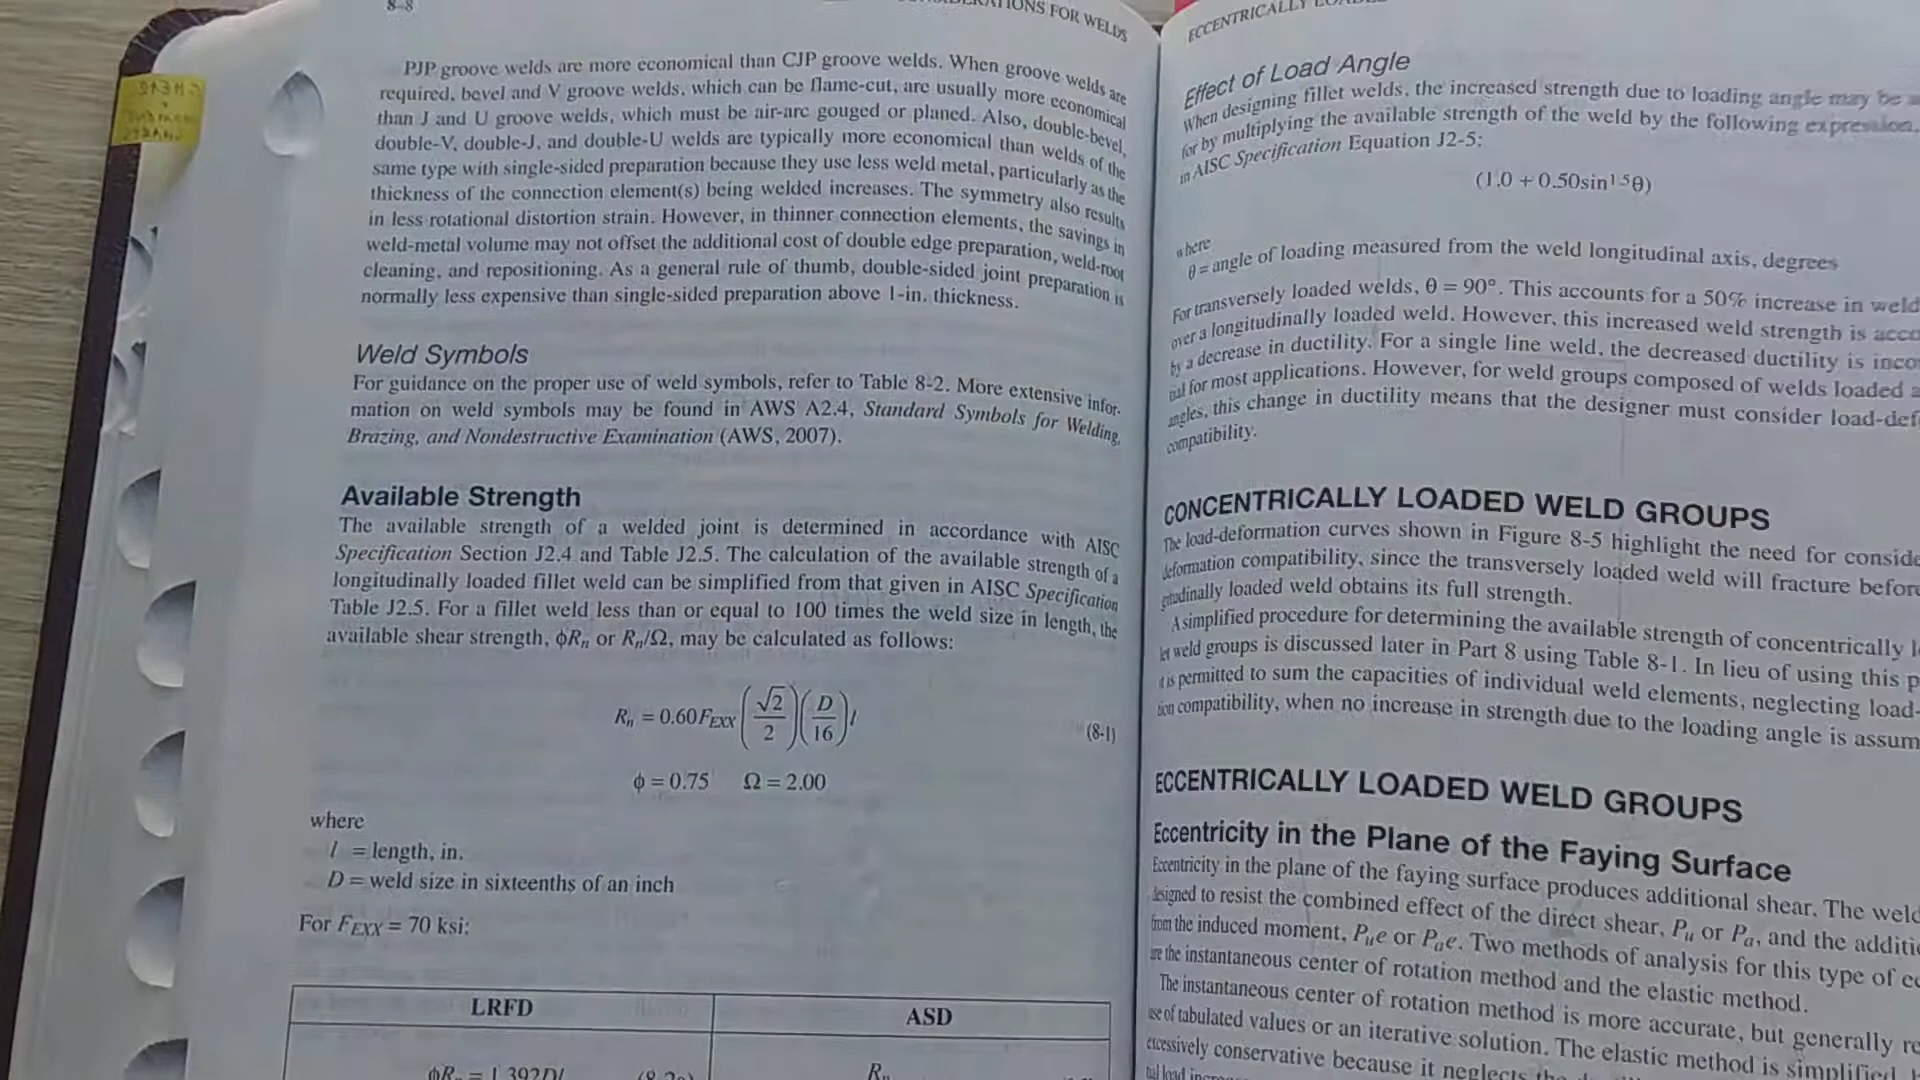 8-8
FOR WELDS
PJP groove welds are more economical than CJP groove welds. When groove welds are
required, bevel and V groove welds, which can be flame-cut, are usually more economical
than J and U groove welds, which must be air-arc gouged or planed. Also, double-bevel,
double-V, double-J, and double-U welds are typically more economical than welds of the
same type with single-sided preparation because they use less weld metal, particularly as the
thickness of the connection element(s) being welded increases. The symmetry also results
in less rotational distortion strain. However, in thinner connection elements, the savings in
weld-metal volume may not offset the additional cost of double edge preparation, weld-root
cleaning, and repositioning. As a general rule of thumb, double-sided joint preparation is
normally less expensive than single-sided preparation above 1-in. thickness.
Weld Symbols
For guidance on the proper use of weld symbols, refer to Table 8-2. More extensive infor-
mation on weld symbols may be found in AWS A2.4, Standard Symbols for Welding,
Brazing, and Nondestructive Examination (AWS, 2007).
Available Strength
The available strength of a welded joint is determined in accordance with AISC
Specification Section J2.4 and Table J2.5. The calculation of the available strength of a
longitudinally loaded fillet weld can be simplified from that given in AISC Specification
Table J2.5. For a fillet weld less than or equal to 100 times the weld size in length, the
available shear strength, ϕRn or Rn/Ω, may be calculated as follows:
Rn = 0.60FEXX (√2/2)(D/16)l
(8-1)
ϕ = 0.75 Ω = 2.00
where
l = length, in.
D = weld size in sixteenths of an inch
For FEXX = 70 ksi:
LRFD ASD
ϕRn = 1.392Dl
Rn
ECCENTRICALLY
Effect of Load Angle
When designing fillet welds, the increased strength due to loading angle may be
for by multiplying the available strength of the weld by the following expression,
in AISC Specification Equation J2-5:
(1.0 + 0.50sin1.5θ)
where
θ = angle of loading measured from the weld longitudinal axis, degrees
For transversely loaded welds, θ = 90°. This accounts for a 50% increase in weld
over a longitudinally loaded weld. However, this increased weld strength is acco
by a decrease in ductility. For a single line weld, the decreased ductility is inco
tial for most applications. However, for weld groups composed of welds loaded a
angles, this change in ductility means that the designer must consider load-def
compatibility.
CONCENTRICALLY LOADED WELD GROUPS
The load-deformation curves shown in Figure 8-5 highlight the need for conside
deformation compatibility, since the transversely loaded weld will fracture before
gitudinally loaded weld obtains its full strength.
A simplified procedure for determining the available strength of concentrically l
let weld groups is discussed later in Part 8 using Table 8-1. In lieu of using this p
it is permitted to sum the capacities of individual weld elements, neglecting load-
tion compatibility, when no increase in strength due to the loading angle is assum
ECCENTRICALLY LOADED WELD GROUPS
Eccentricity in the Plane of the Faying Surface
Eccentricity in the plane of the faying surface produces additional shear. The weld
designed to resist the combined effect of the direct shear, Pu or Pa, and the additi
from the induced moment, Pue or Pae. Two methods of analysis for this type of ec
are the instantaneous center of rotation method and the elastic method.
The instantaneous center of rotation method is more accurate, but generally re
use of tabulated values or an iterative solution. The elastic method is simplified,
excessively conservative because it neglects the